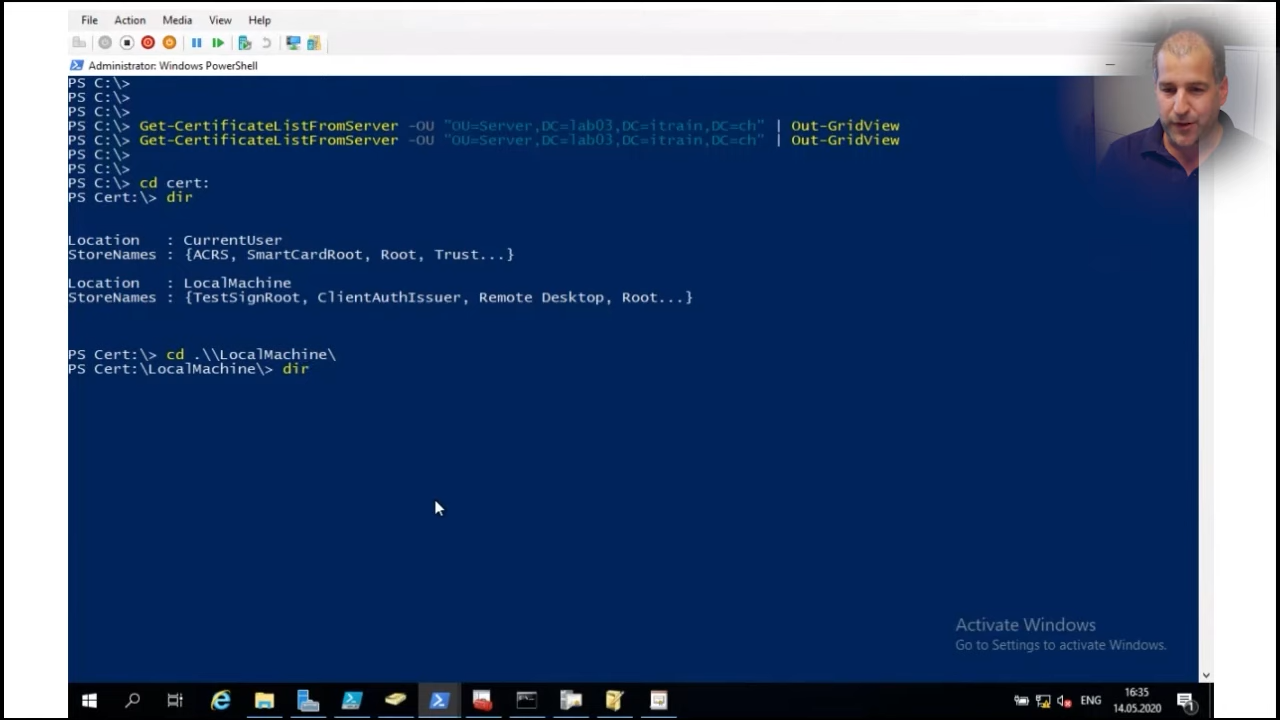 File Action Media View Help
Administrator: Windows PowerShell
PS C:\>
PS C:\>
PS C:\>
PS C:\> Get-CertificateListFromServer -OU "OU=Server,DC=lab03,DC=itrain,DC=ch" | Out-GridView
PS C:\> Get-CertificateListFromServer -OU "OU=Server,DC=lab03,DC=itrain,DC=ch" | Out-GridView
PS C:\>
PS C:\>
PS C:\> cd cert:
PS Cert:\> dir
Location : CurrentUser
StoreNames : {ACRS, SmartCardRoot, Root, Trust...}
Location : LocalMachine
StoreNames : {TestSignRoot, ClientAuthIssuer, Remote Desktop, Root...}
PS Cert:\> cd .\\LocalMachine\
PS Cert:\LocalMachine\> dir
Activate Windows
Go to Settings to activate Windows.
ENG
16:35
14.05.2020
1